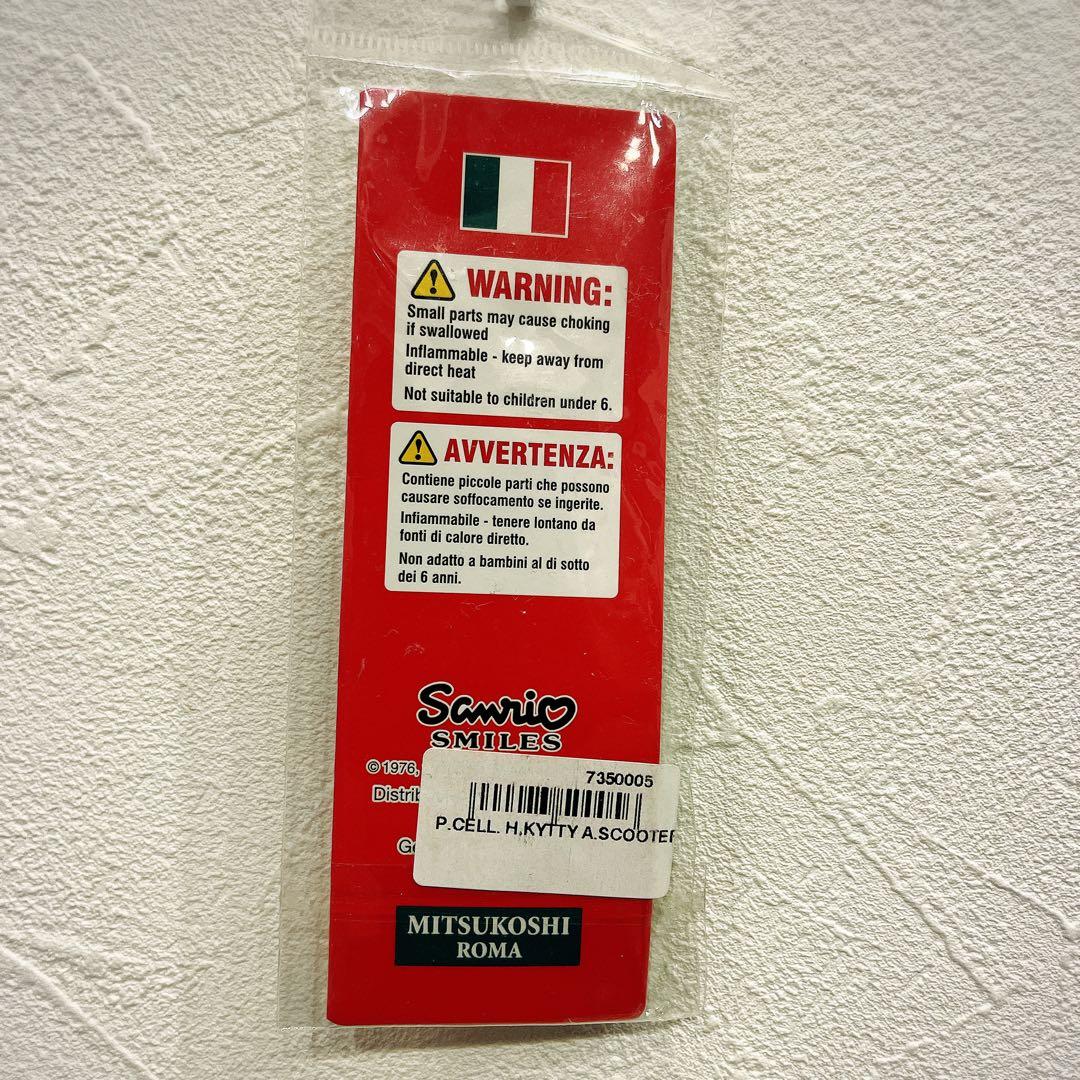 WARNING:
Small parts may cause choking
if swallowed
Inflammable - keep away from
direct heat
Not suitable to children under 6.
AVVERTENZA:
Contiene piccole parti che possono
causare soffocamento se ingerite.
Infiammabile - tenere lontano da
fonti di calore diretto.
Non adatto a bambini al di sotto
dei 6 anni.
Sanrio
SMILES
© 1976,
7350005
P.CELL. H,KYTTY A.SCOOTER
MITSUKOSHI
ROMA